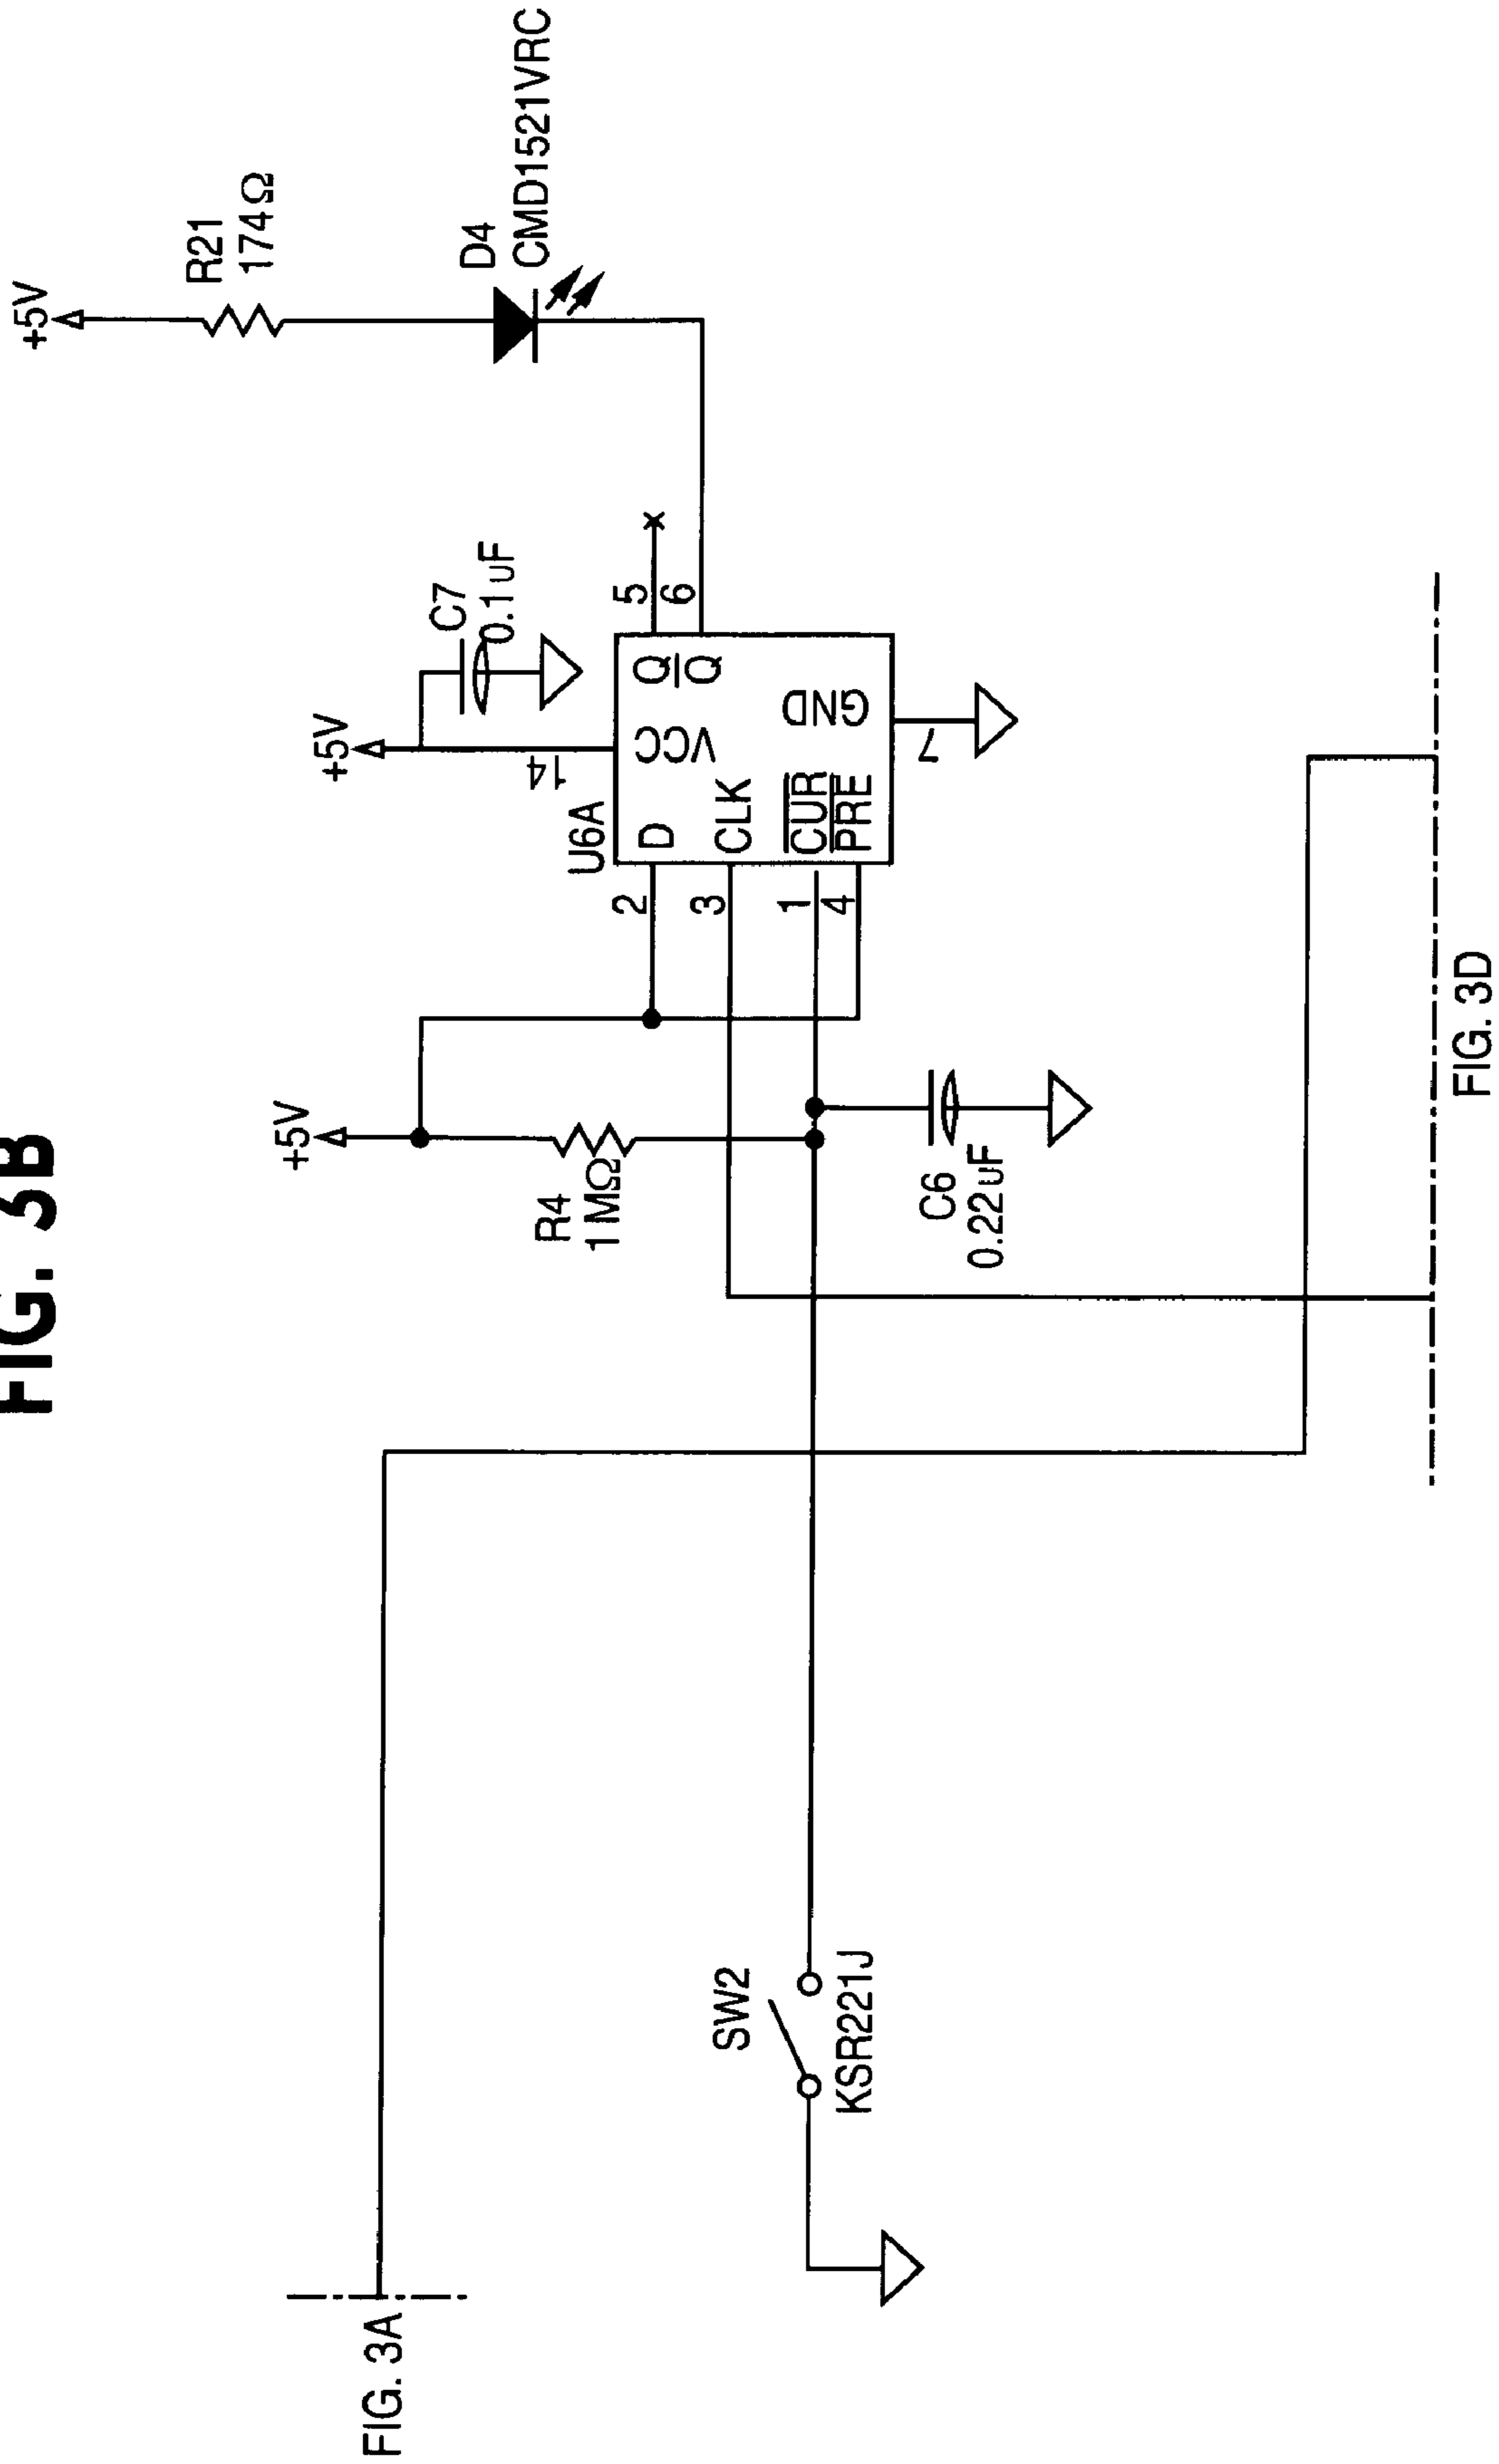 FIG. 3B
+5V
R21
174Ω
D4
CMD1521VRC
+5V
C7
0.1uF
14
U6A
D
VCC
Q
Q
CLK
CUR
PRE
GND
2
3
1
4
5
6
7
+5V
R4
1MΩ
C6
0.22uF
SW2
KSR221J
FIG. 3A
FIG. 3D